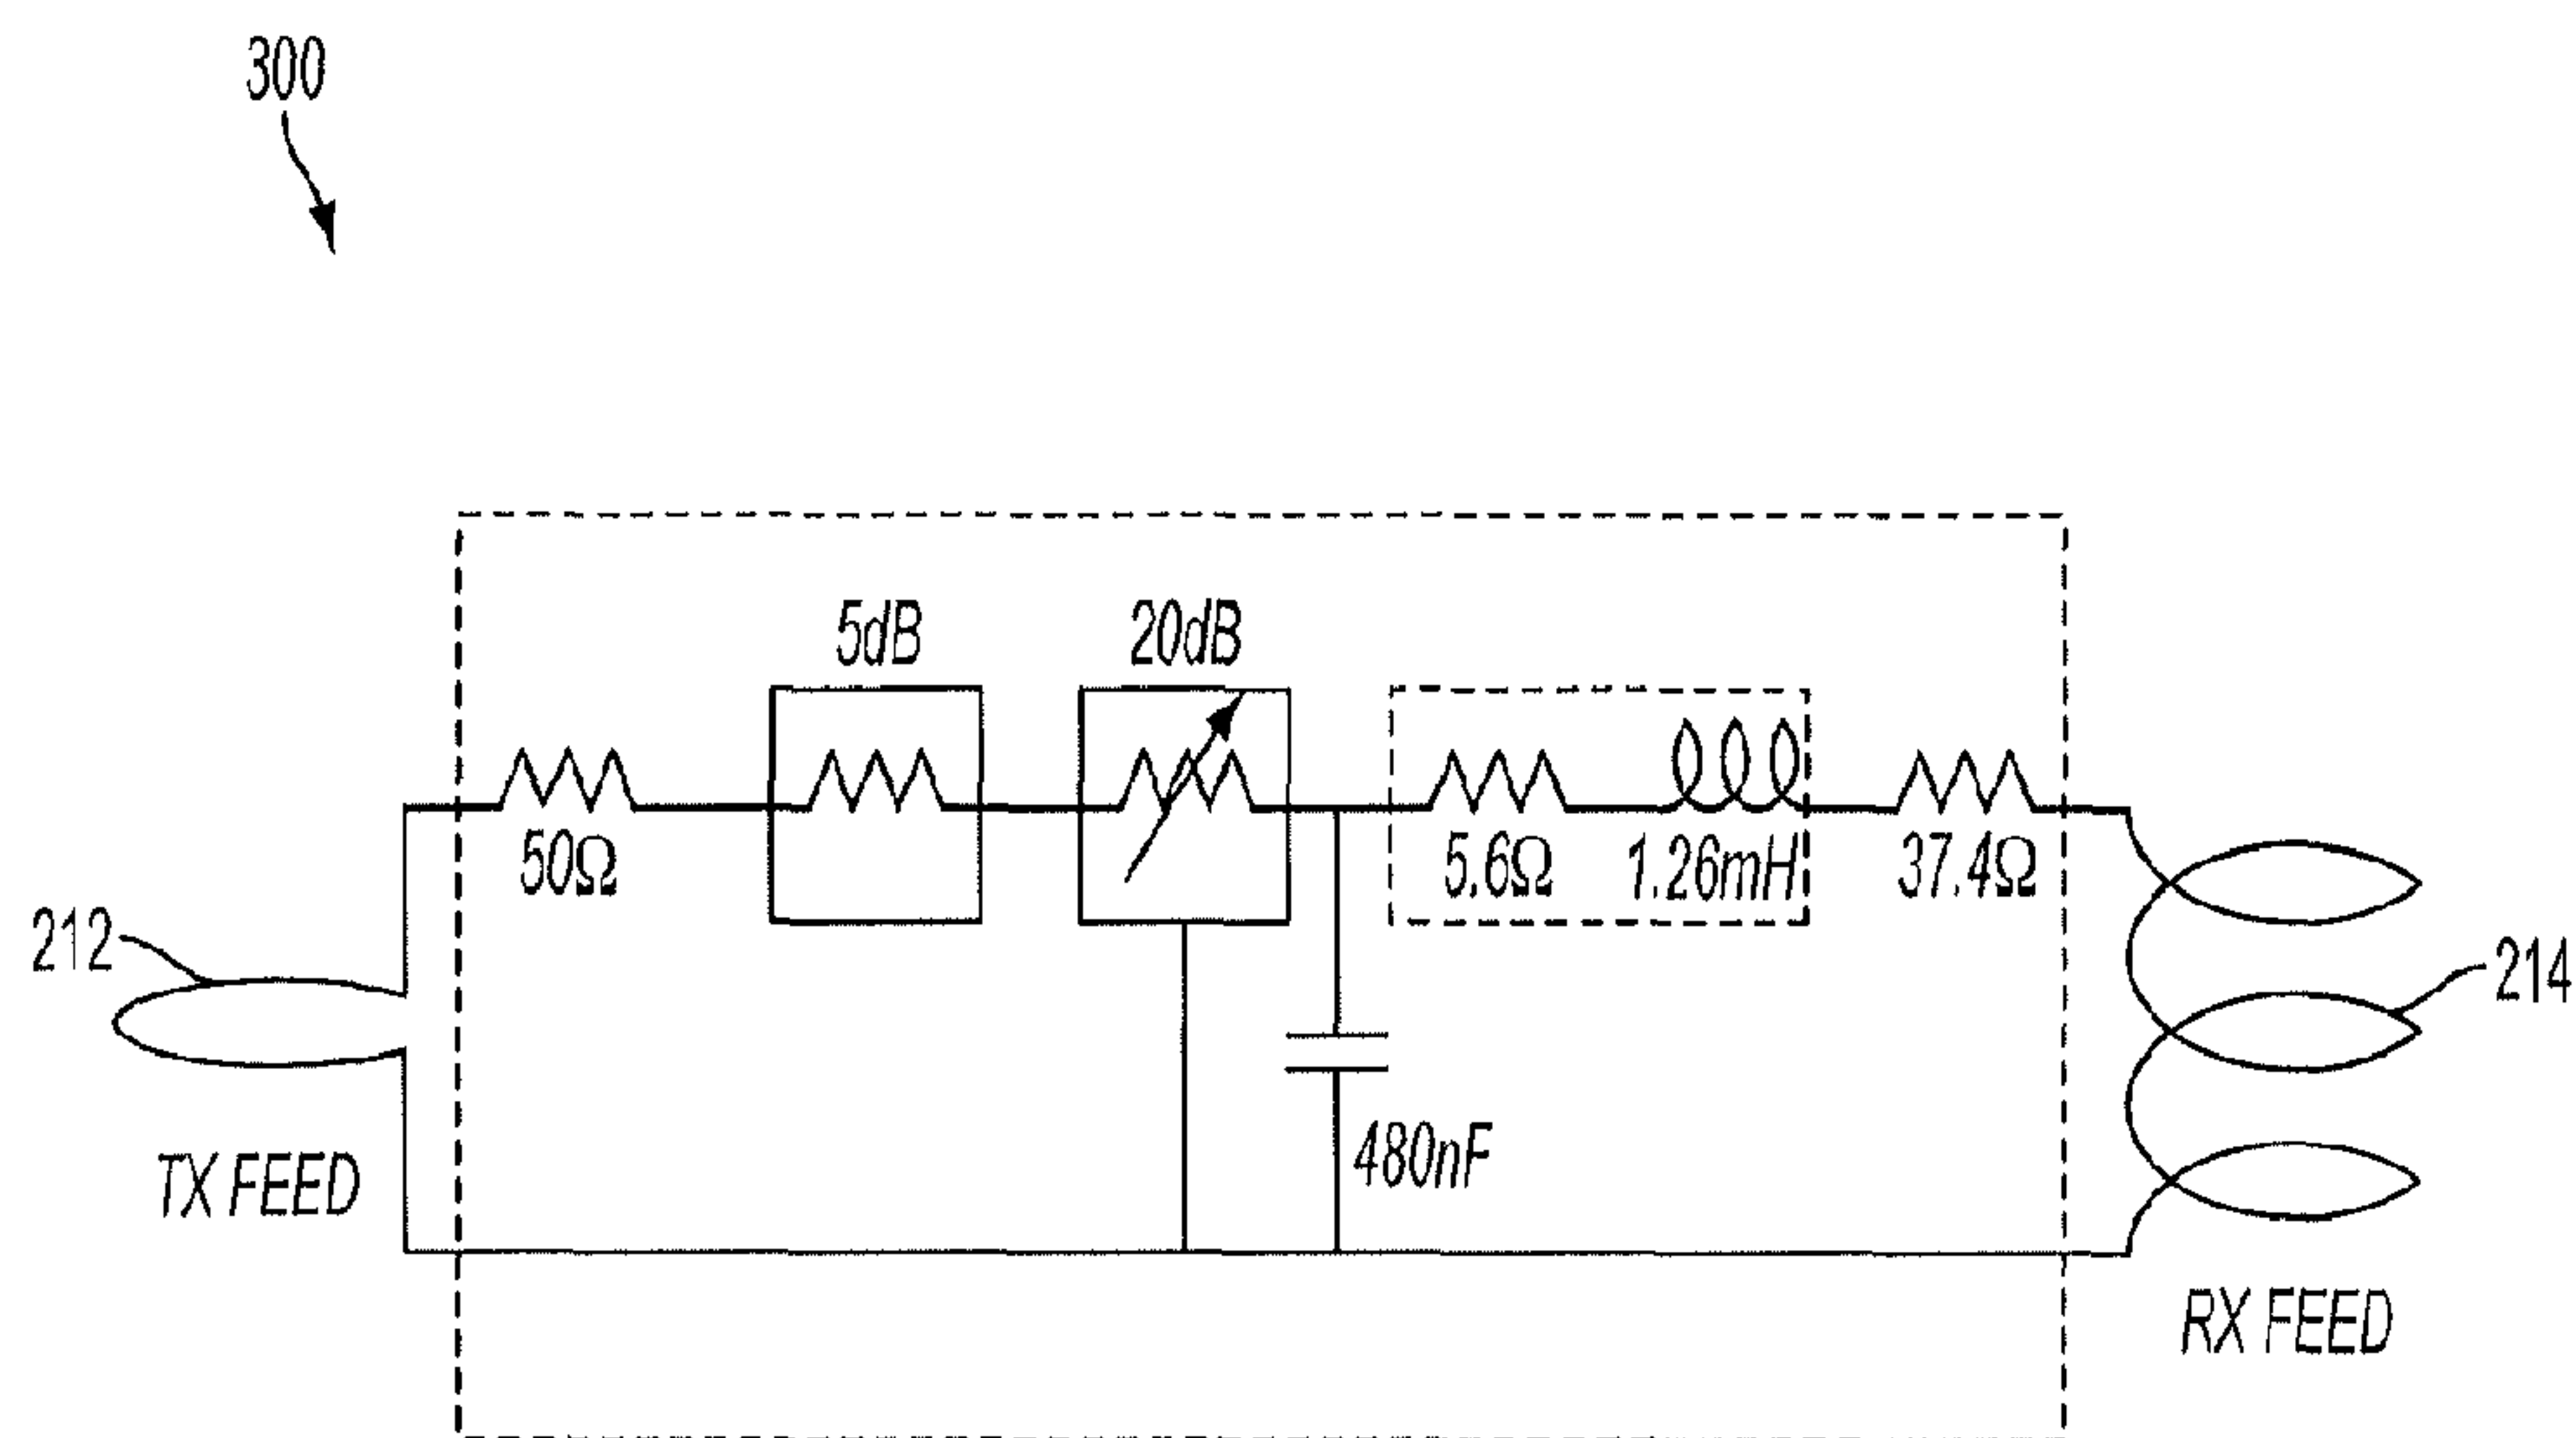 300
5dB
20dB
50Ω
5.6Ω
1.26mH
37.4Ω
212
214
480nF
TX FEED
RX FEED